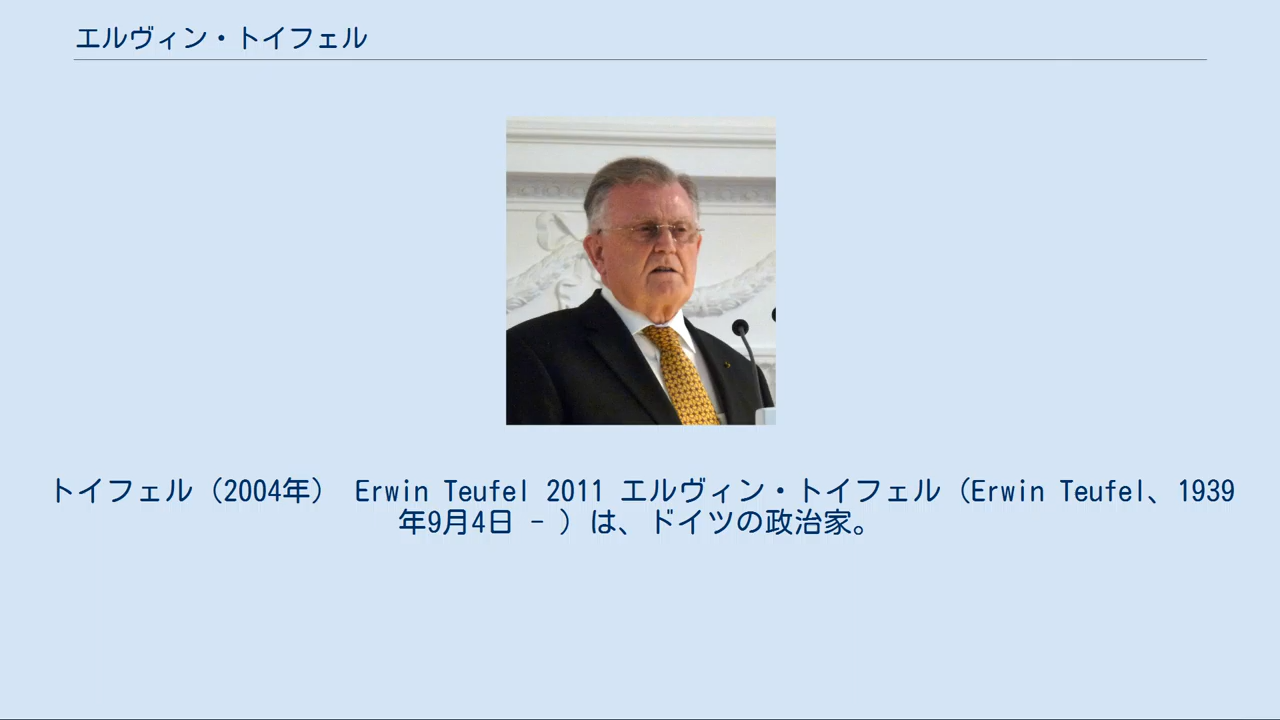 エルヴィン・トイフェル
トイフェル（2004年） Erwin Teufel 2011 エルヴィン・トイフェル（Erwin Teufel、1939
年9月4日 - ）は、ドイツの政治家。